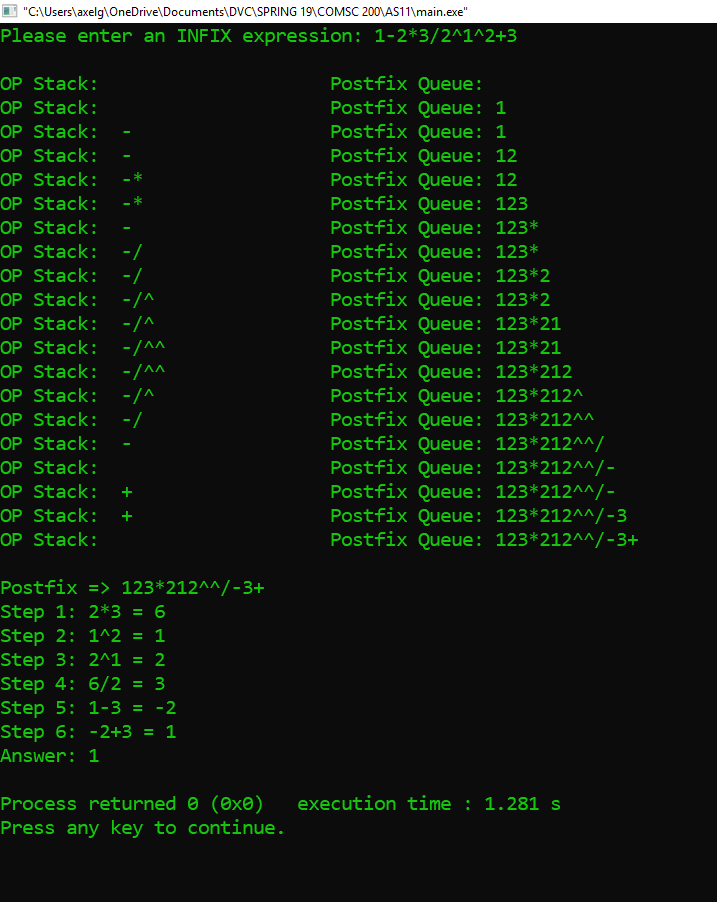 "C:\Users\axelg\OneDrive\Documents\DVC\SPRING 19\COMSC 200\AS11\main.exe"
Please enter an INFIX expression: 1-2*3/2^1^2+3
OP Stack: Postfix Queue:
OP Stack: Postfix Queue: 1
OP Stack: - Postfix Queue: 1
OP Stack: - Postfix Queue: 12
OP Stack: -* Postfix Queue: 12
OP Stack: -* Postfix Queue: 123
OP Stack: - Postfix Queue: 123*
OP Stack: -/ Postfix Queue: 123*
OP Stack: -/ Postfix Queue: 123*2
OP Stack: -/^ Postfix Queue: 123*2
OP Stack: -/^ Postfix Queue: 123*21
OP Stack: -/^^ Postfix Queue: 123*21
OP Stack: -/^^ Postfix Queue: 123*212
OP Stack: -/^ Postfix Queue: 123*212^
OP Stack: -/ Postfix Queue: 123*212^^
OP Stack: - Postfix Queue: 123*212^^/
OP Stack: Postfix Queue: 123*212^^/-
OP Stack: + Postfix Queue: 123*212^^/-
OP Stack: + Postfix Queue: 123*212^^/-3
OP Stack: Postfix Queue: 123*212^^/-3+
Postfix => 123*212^^/-3+
Step 1: 2*3 = 6
Step 2: 1^2 = 1
Step 3: 2^1 = 2
Step 4: 6/2 = 3
Step 5: 1-3 = -2
Step 6: -2+3 = 1
Answer: 1
Process returned 0 (0x0) execution time : 1.281 s
Press any key to continue.